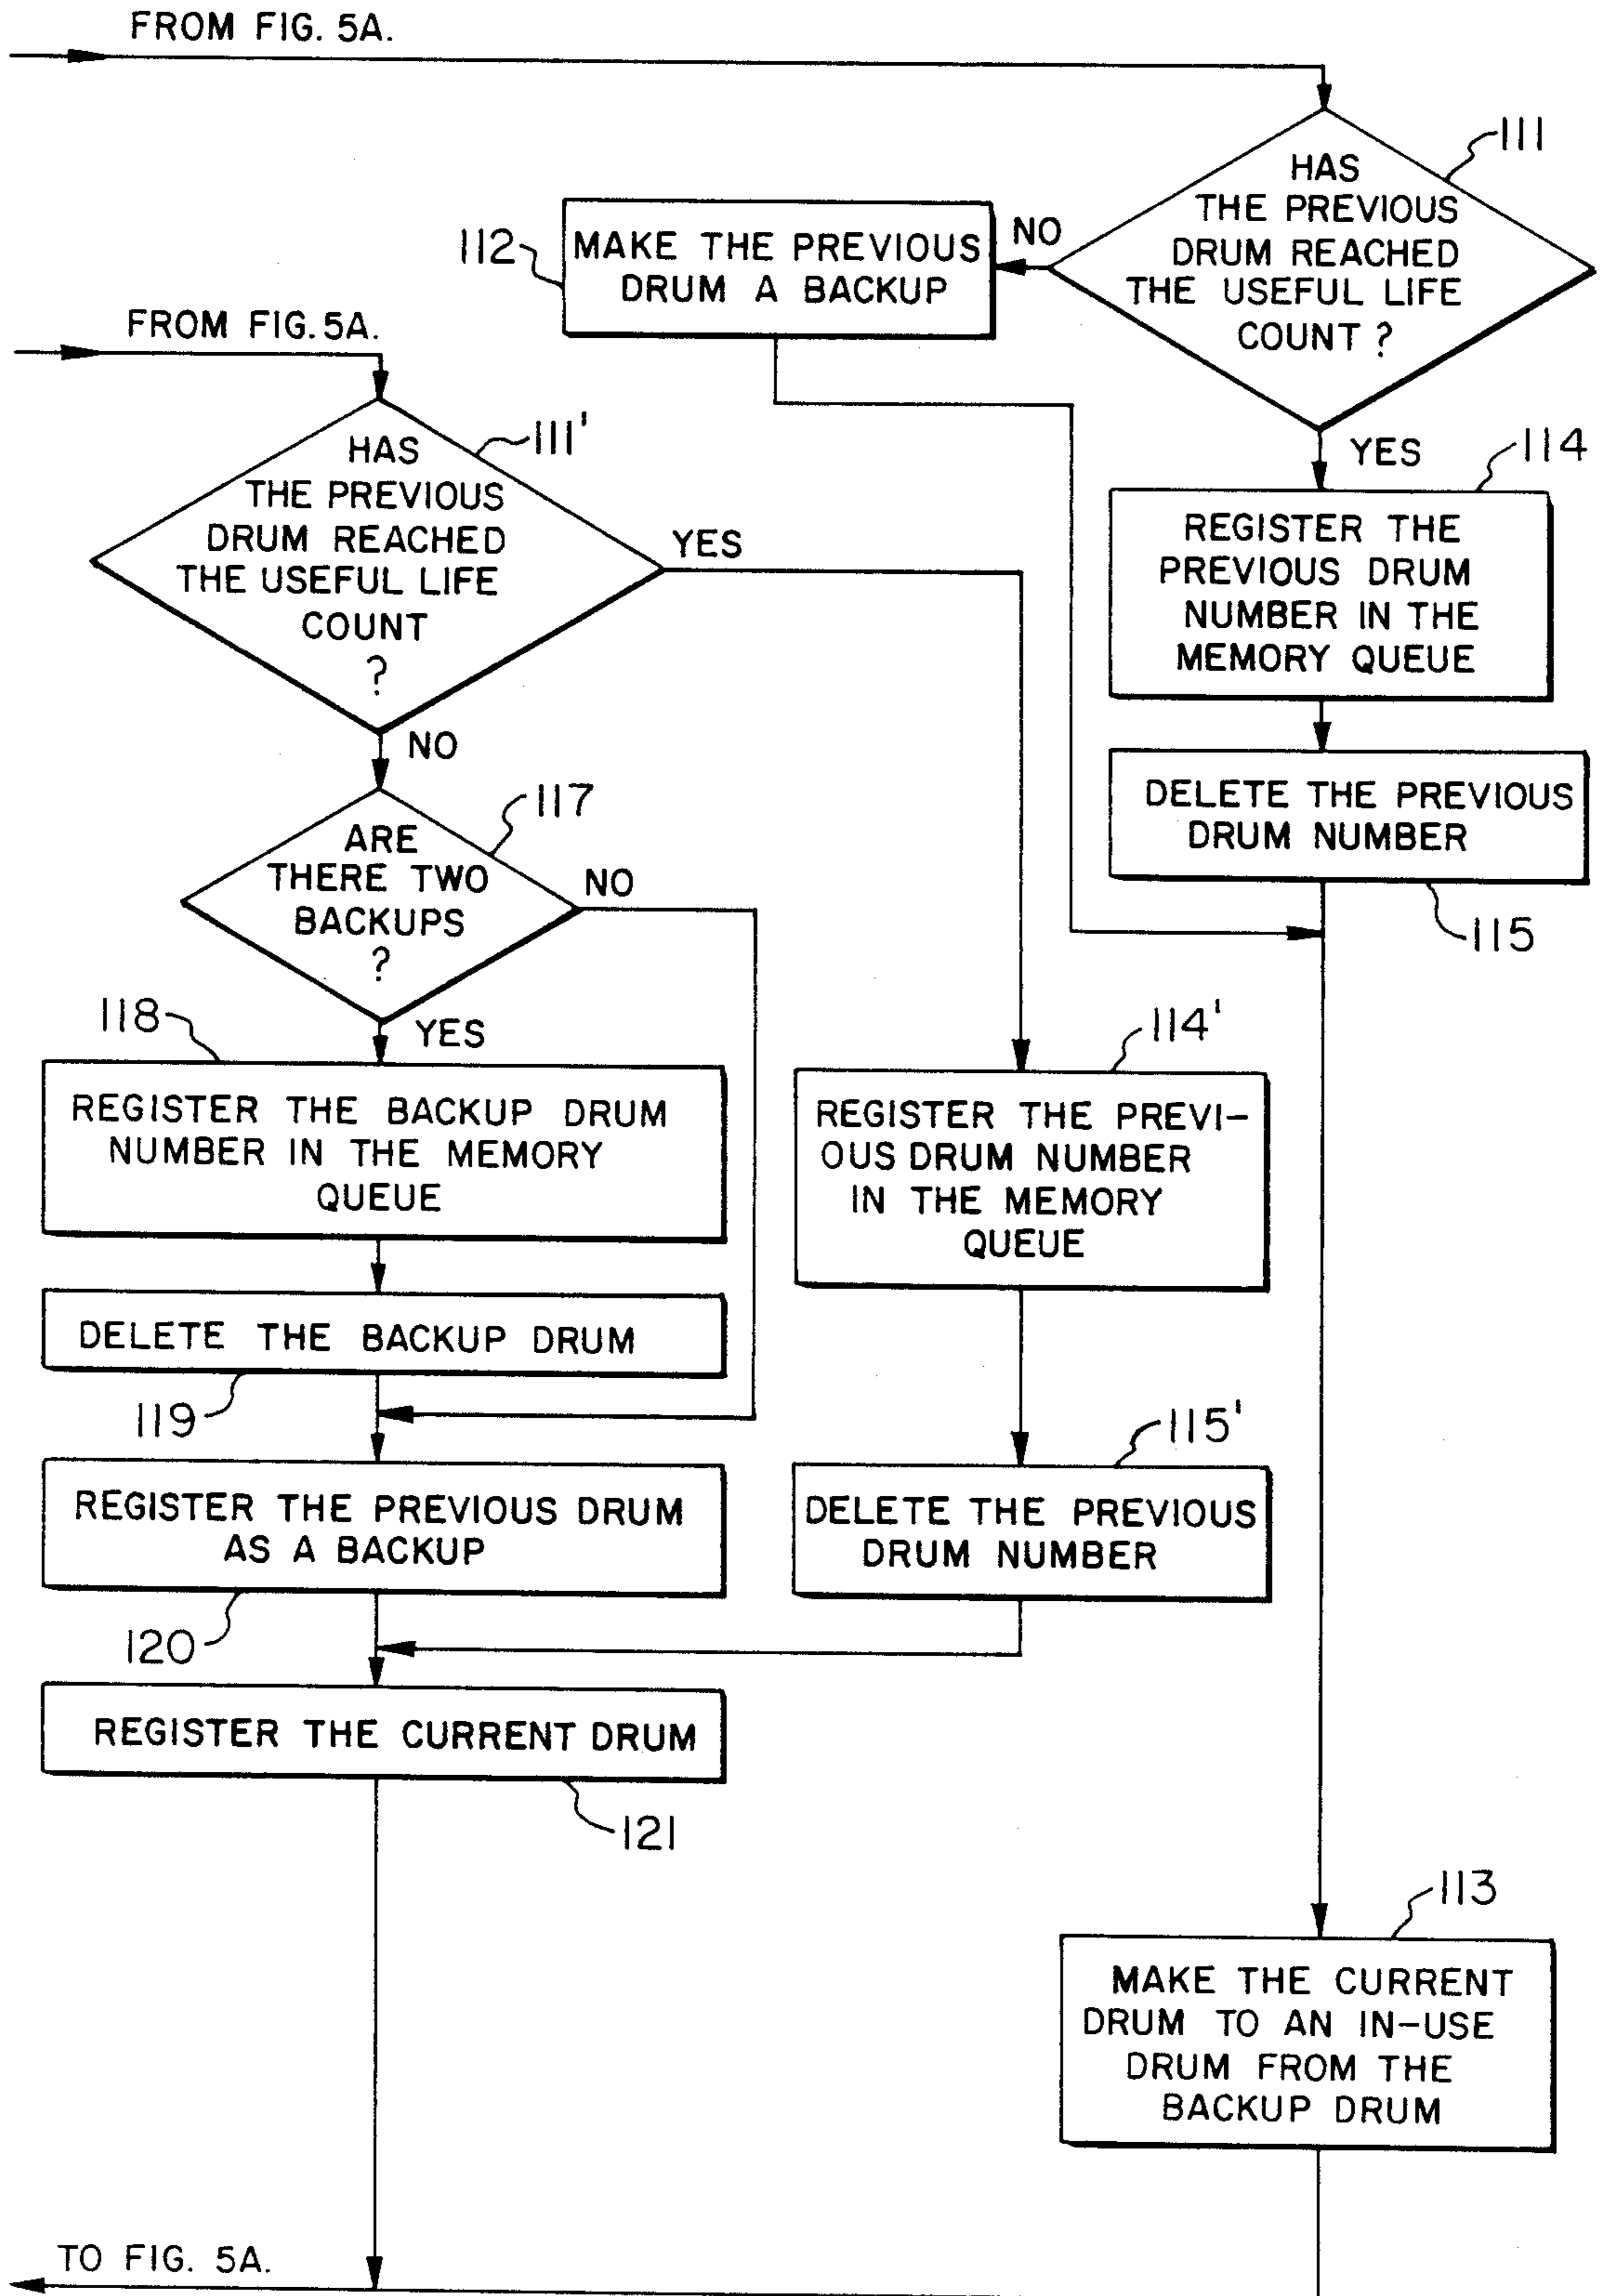 FROM FIG. 5A.
111
HAS
THE PREVIOUS
DRUM REACHED
THE USEFUL LIFE
COUNT ?
NO
112
MAKE THE PREVIOUS
DRUM A BACKUP
YES
114
REGISTER THE
PREVIOUS DRUM
NUMBER IN THE
MEMORY QUEUE
DELETE THE PREVIOUS
DRUM NUMBER
115
FROM FIG. 5A.
111'
HAS
THE PREVIOUS
DRUM REACHED
THE USEFUL LIFE
COUNT
?
YES
NO
117
ARE
THERE TWO
BACKUPS
?
NO
YES
118
REGISTER THE BACKUP DRUM
NUMBER IN THE MEMORY
QUEUE
DELETE THE BACKUP DRUM
119
REGISTER THE PREVIOUS DRUM
AS A BACKUP
120
114'
REGISTER THE PREVI-
OUS DRUM NUMBER
IN THE MEMORY
QUEUE
115'
DELETE THE PREVIOUS
DRUM NUMBER
REGISTER THE CURRENT DRUM
121
113
MAKE THE CURRENT
DRUM TO AN IN-USE
DRUM FROM THE
BACKUP DRUM
TO FIG. 5A.